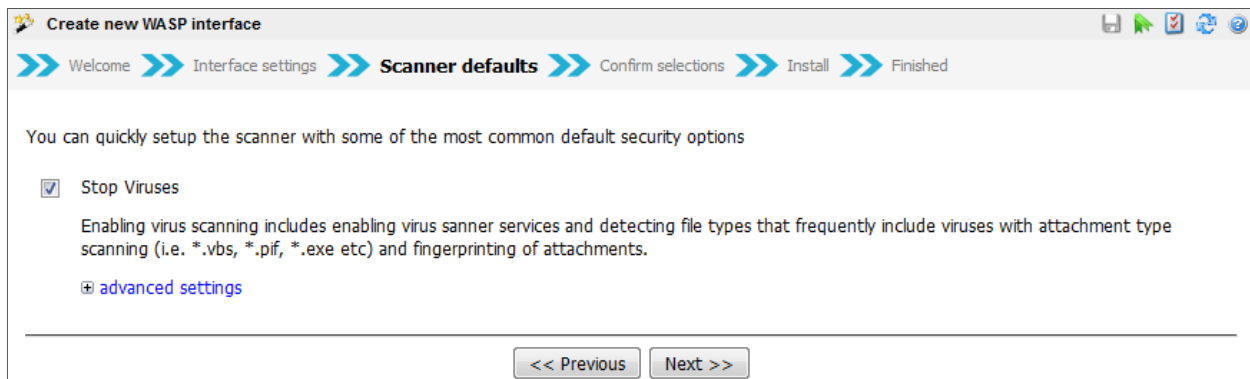 Create new WASP interface
Welcome Interface settings Scanner defaults Confirm selections Install Finished
You can quickly setup the scanner with some of the most common default security options
Stop Viruses
Enabling virus scanning includes enabling virus sanner services and detecting file types that frequently include viruses with attachment type
scanning (i.e. *.vbs, *.pif, *.exe etc) and fingerprinting of attachments.
advanced settings
<< Previous Next >>